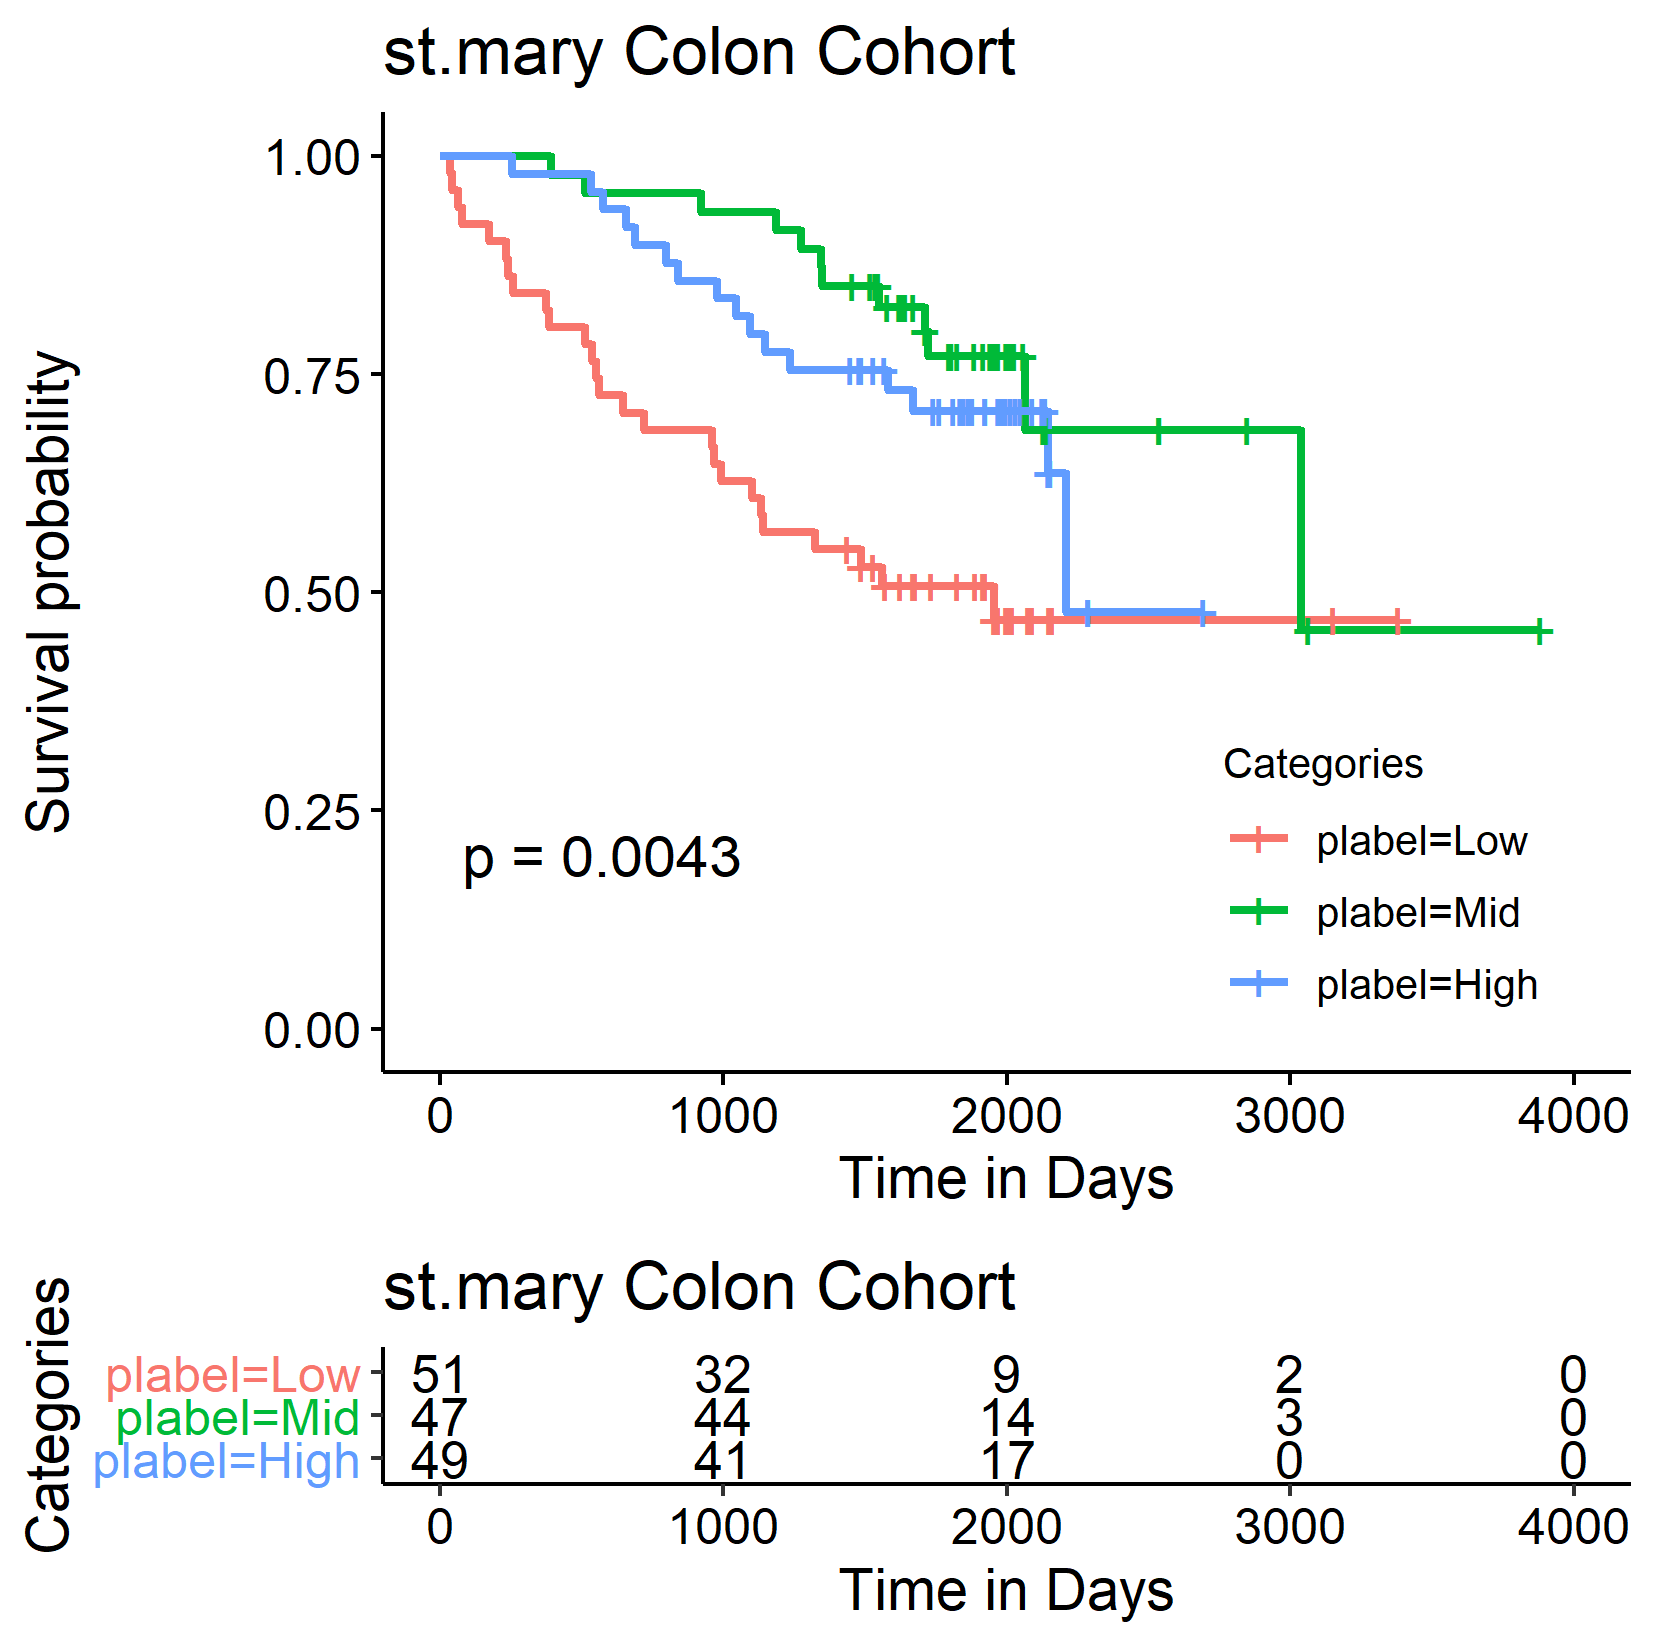 st.mary Colon Cohort
Survival probability
1.00
0.75
0.50
0.25
0.00
p = 0.0043
Categories
plabel=Low
plabel=Mid
plabel=High
0 1000 2000 3000 4000
Time in Days
st.mary Colon Cohort
Categories
plabel=Low 51 32 9 2 0
plabel=Mid 47 44 14 3 0
plabel=High 49 41 17 0 0
0 1000 2000 3000 4000
Time in Days